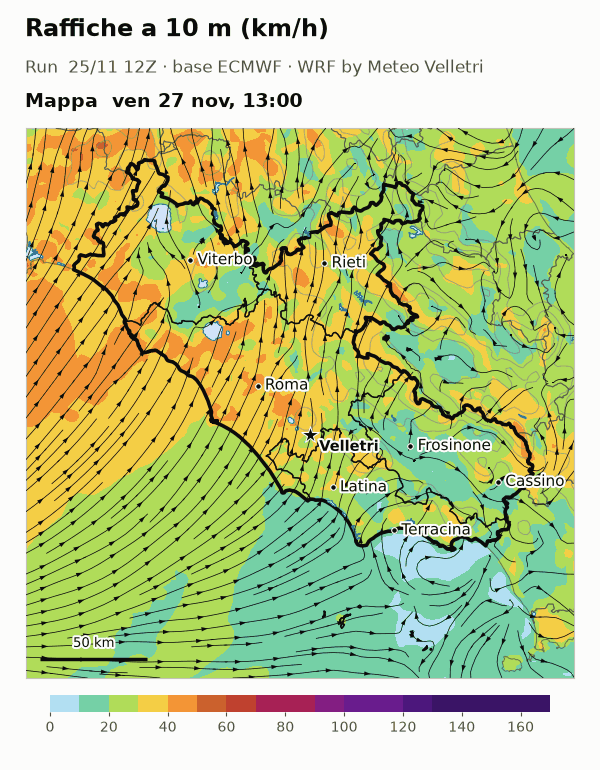 Raffiche a 10 m (km/h)
Run  25/11 12Z · base ECMWF · WRF by Meteo Velletri
Mappa  ven 27 nov, 13:00
Viterbo
Rieti
Roma
Velletri
Frosinone
Cassino
Latina
Terracina
50 km
0 20 40 60 80 100 120 140 160